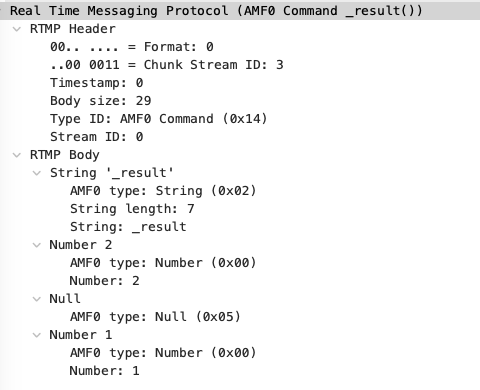 Real Time Messaging Protocol (AMF0 Command _result())
RTMP Header
00.. .... = Format: 0
..00 0011 = Chunk Stream ID: 3
Timestamp: 0
Body size: 29
Type ID: AMF0 Command (0x14)
Stream ID: 0
RTMP Body
String '_result'
AMF0 type: String (0x02)
String length: 7
String: _result
Number 2
AMF0 type: Number (0x00)
Number: 2
Null
AMF0 type: Null (0x05)
Number 1
AMF0 type: Number (0x00)
Number: 1